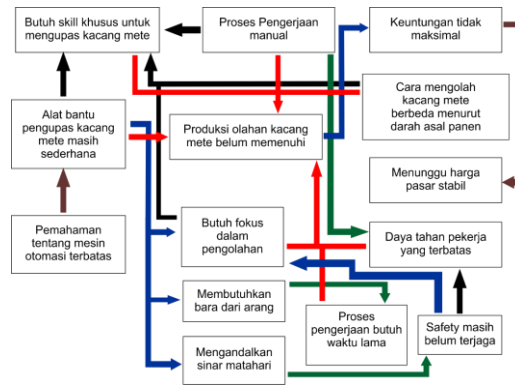 Butuh skill khusus untuk
mengupas kacang mete
Proses Pengerjaan
manual
Keuntungan tidak
maksimal
Alat bantu
pengupas kacang
mete masih
sederhana
Produksi olahan kacang
mete belum memenuhi
Cara mengolah
kacang mete
berbeda menurut
darah asal panen
Menunggu harga
pasar stabil
Pemahaman
tentang mesin
otomasi terbatas
Butuh fokus
dalam
pengolahan
Daya tahan pekerja
yang terbatas
Membutuhkan
bara dari arang
Proses
pengerjaan butuh
waktu lama
Safety masih
belum terjaga
Mengandalkan
sinar matahari